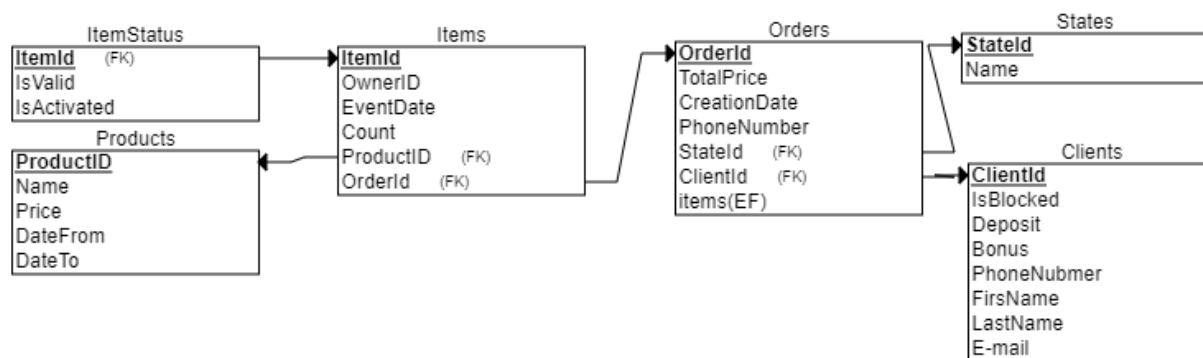 ItemStatus
ItemId (FK)
IsValid
IsActivated
Products
ProductID
Name
Price
DateFrom
DateTo
Items
ItemId
OwnerID
EventDate
Count
ProductID (FK)
OrderId (FK)
Orders
OrderId
TotalPrice
CreationDate
PhoneNumber
StateId (FK)
ClientId (FK)
items(EF)
States
StateId
Name
Clients
ClientId
IsBlocked
Deposit
Bonus
PhoneNubmer
FirsName
LastName
E-mail